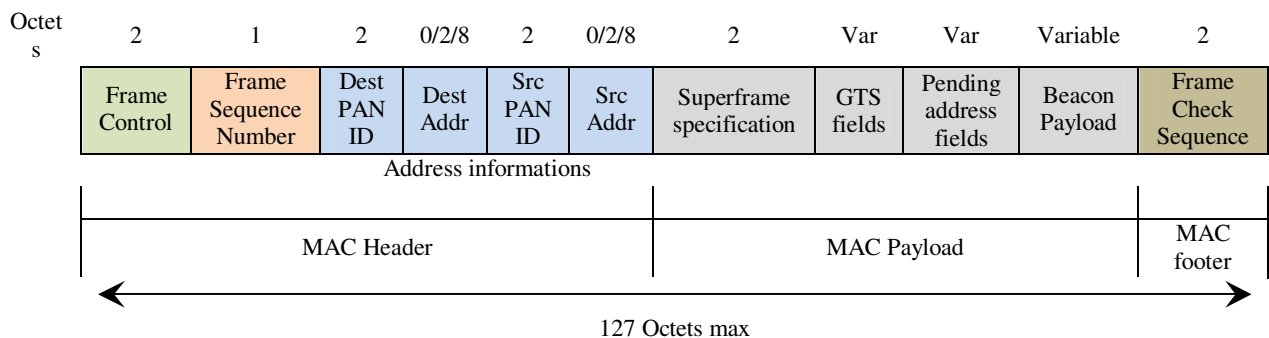 Octet
s
2 1 2 0/2/8 2 0/2/8 2 Var Var Variable 2
Frame
Control
Frame
Sequence
Number
Dest
PAN
ID
Dest
Addr
Src
PAN
ID
Src
Addr
Superframe
specification
GTS
fields
Pending
address
fields
Beacon
Payload
Frame
Check
Sequence
Address informations
MAC Header
MAC Payload
MAC
footer
127 Octets max